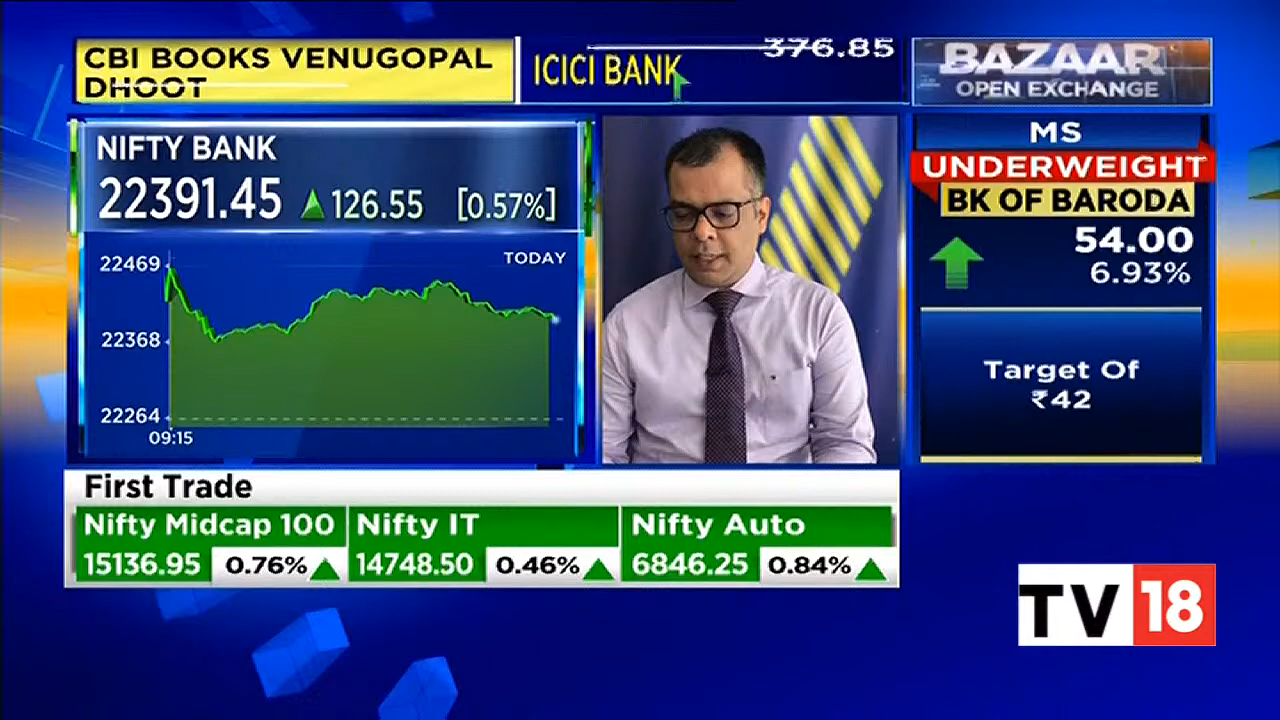 CBI BOOKS VENUGOPAL
DHOOT
ICICI BANK
376.85
BAZAAR
OPEN EXCHANGE
NIFTY BANK
22391.45 126.55 [0.57%]
TODAY
22469
22368
22264
09:15
MS
UNDERWEIGHT
BK OF BARODA
54.00
6.93%
Target Of
₹42
First Trade
Nifty Midcap 100
15136.95 0.76%
Nifty IT
14748.50 0.46%
Nifty Auto
6846.25 0.84%
TV 18